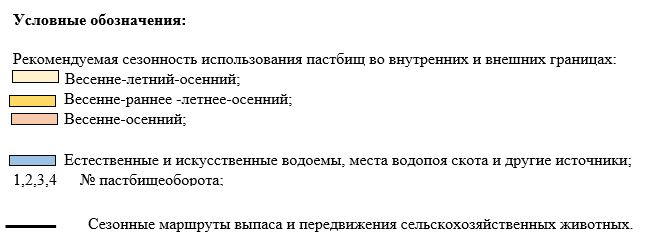 Условные обозначения:
Рекомендуемая сезонность использования пастбищ во внутренних и внешних границах:
Весенне-летний-осенний;
Весенне-раннее -летнее-осенний;
Весенне-осенний;
Естественные и искусственные водоемы, места водопоя скота и другие источники;
1,2,3,4 № пастбищеоборота;
Сезонные маршруты выпаса и передвижения сельскохозяйственных животных.